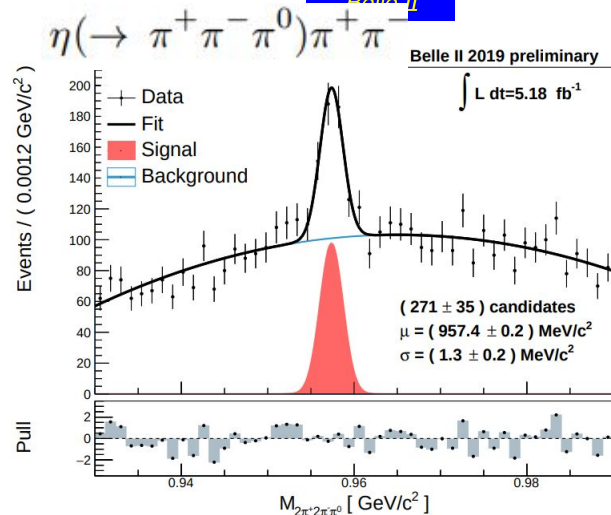 Belle II
η(→ π⁺π⁻π⁰)π⁺π⁻
Belle II 2019 preliminary
∫ L dt=5.18 fb⁻¹
Data
Fit
Signal
Background
Events / ( 0.0012 GeV/c² )
200
180
160
140
120
100
80
60
40
20
0
( 271 ± 35 ) candidates
μ = ( 957.4 ± 0.2 ) MeV/c²
σ = ( 1.3 ± 0.2 ) MeV/c²
Pull
2
0
−2
0.94 0.96 0.98
M₂π⁺₂π⁻π⁰ [ GeV/c² ]